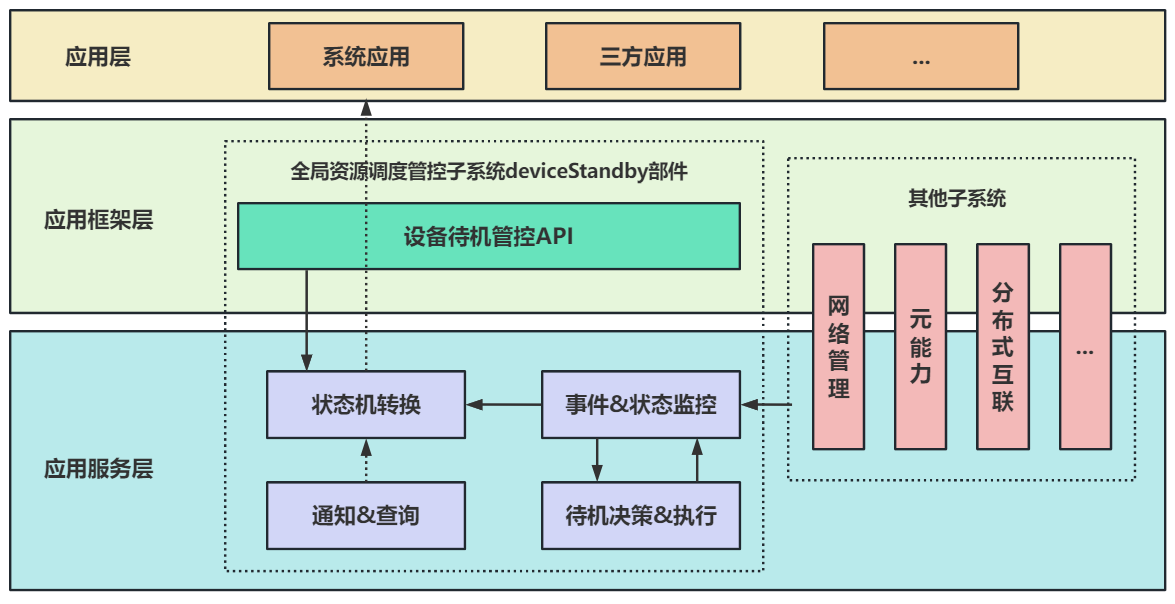 应用层
系统应用
三方应用
...
应用框架层
全局资源调度管控子系统deviceStandby部件
设备待机管控API
其他子系统
网络管理
元能力
分布式互联
...
应用服务层
状态机转换
事件&状态监控
通知&查询
待机决策&执行